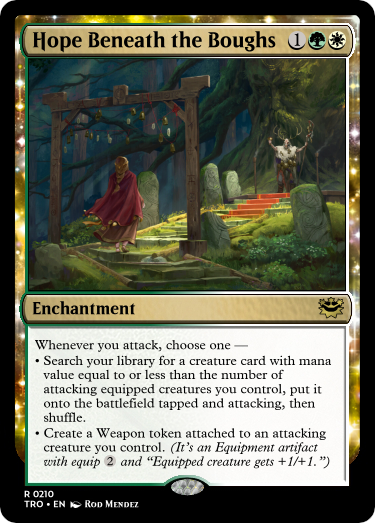 Hope Beneath the Boughs 1
Enchantment
Whenever you attack, choose one —
• Search your library for a creature card with mana
value equal to or less than the number of
attacking equipped creatures you control, put it
onto the battlefield tapped and attacking, then
shuffle.
• Create a Weapon token attached to an attacking
creature you control. (It’s an Equipment artifact
with equip 2 and “Equipped creature gets +1/+1.”)
R 0210
TRO • EN Rod Mendez